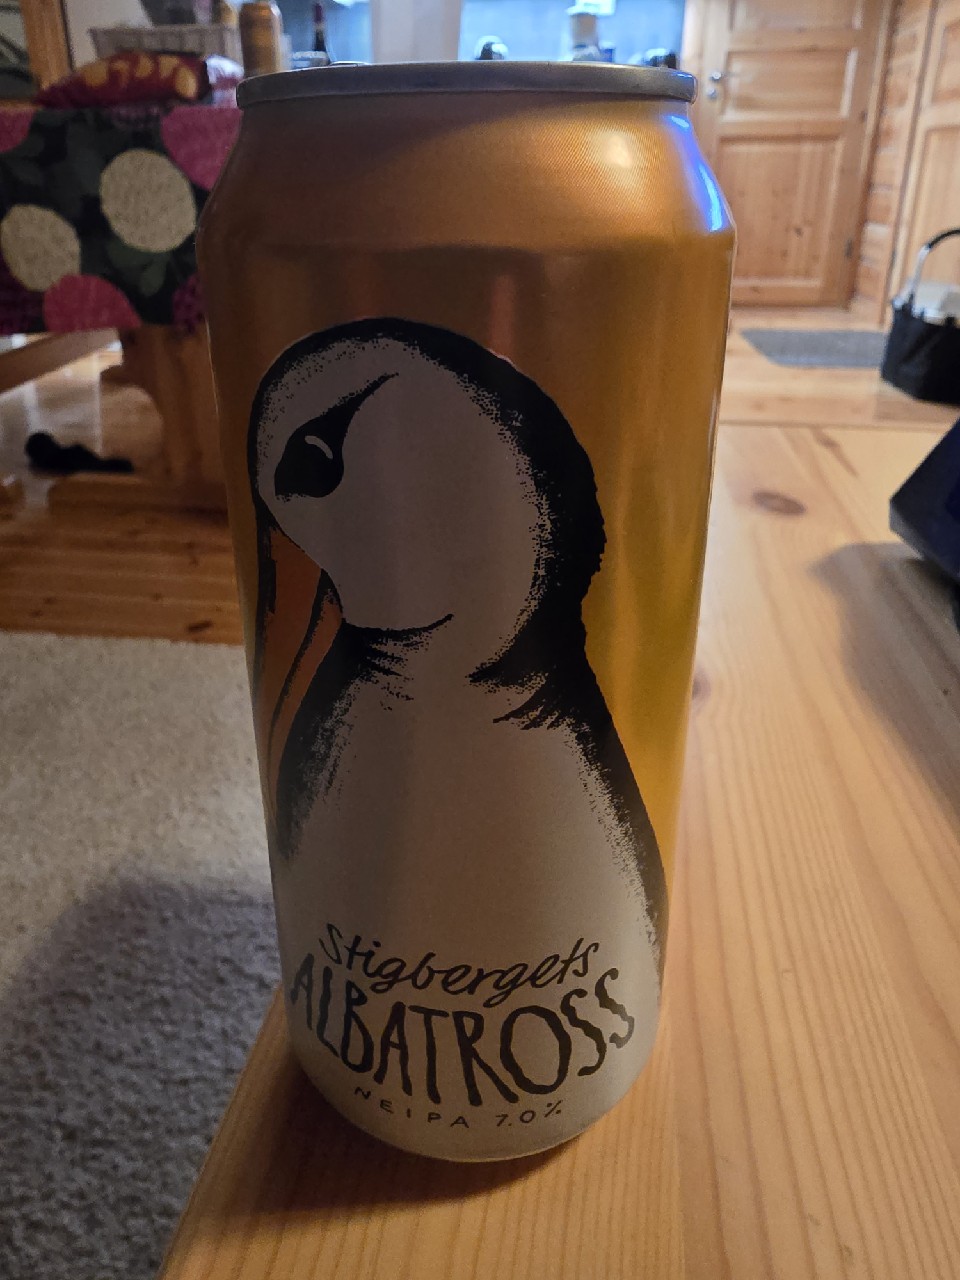 Stigbergets
ALBATROSS
NEIPA 7.0%